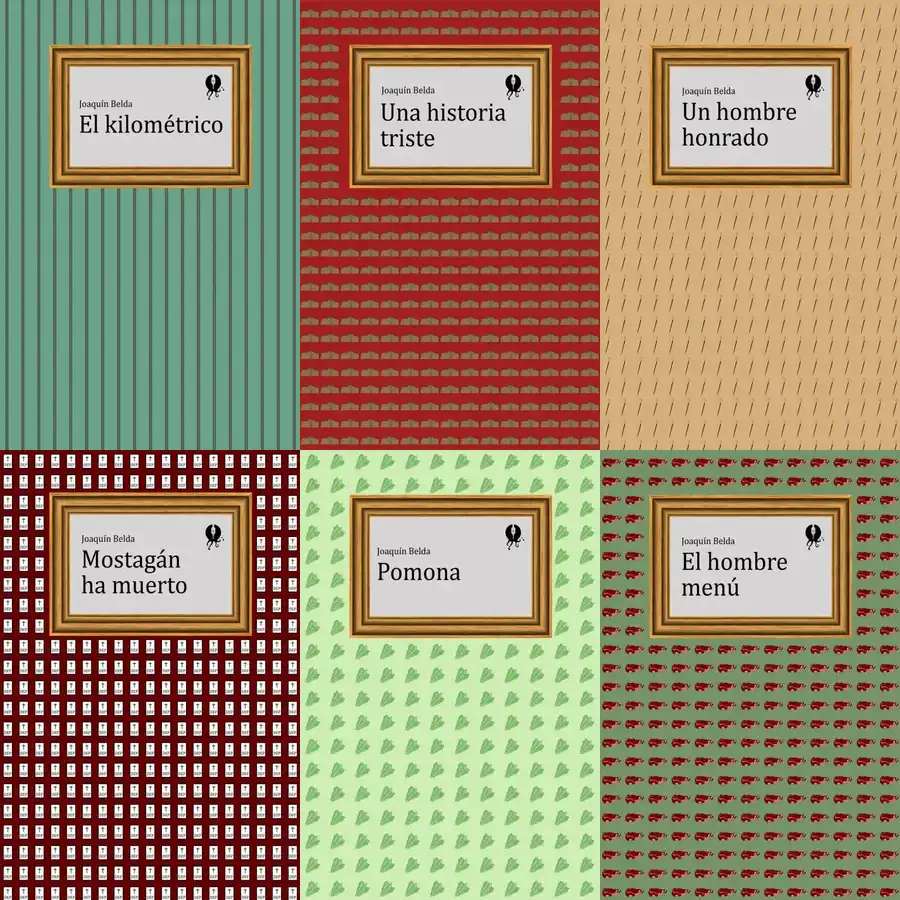 Joaquín Belda
El kilométrico
Joaquín Belda
Una historia
triste
Joaquín Belda
Un hombre
honrado
Joaquín Belda
Mostagán
ha muerto
Joaquín Belda
Pomona
Joaquín Belda
El hombre
menú